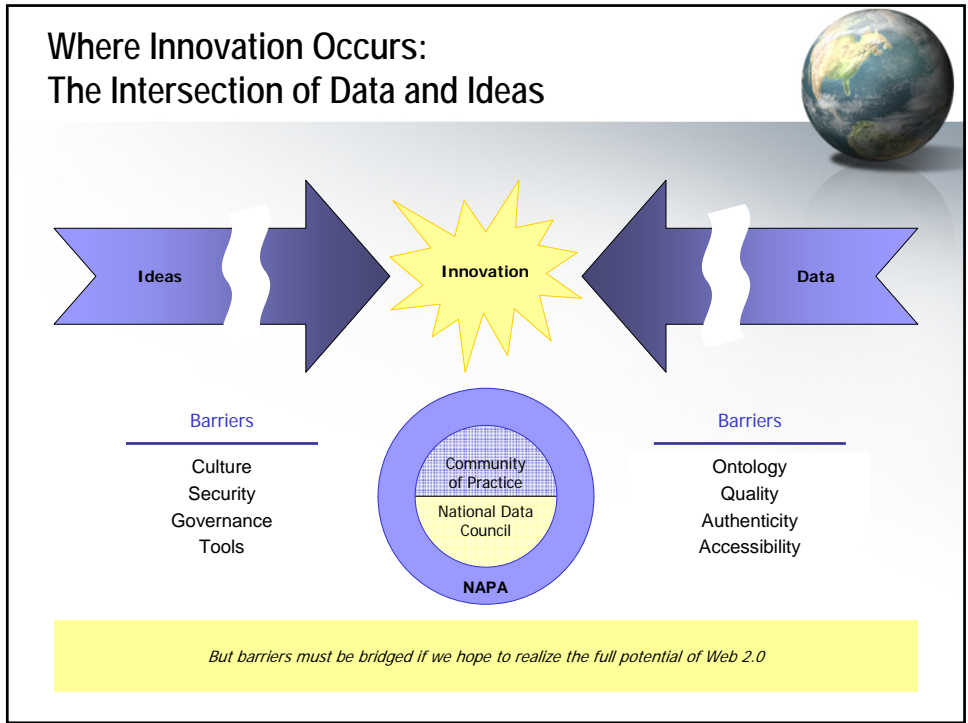 Where Innovation Occurs:
The Intersection of Data and Ideas
Ideas
Innovation
Data
Barriers
Culture
Security
Governance
Tools
Community
of Practice
National Data
Council
NAPA
Barriers
Ontology
Quality
Authenticity
Accessibility
But barriers must be bridged if we hope to realize the full potential of Web 2.0